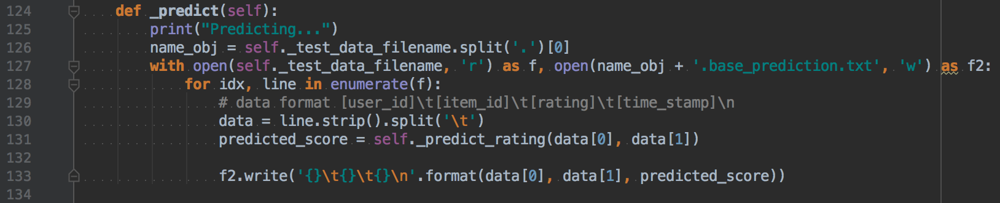 124 def _predict(self):
125 print("Predicting...")
126 name_obj = self._test_data_filename.split('.')[0]
127 with open(self._test_data_filename, 'r') as f, open(name_obj + '.base_prediction.txt', 'w') as f2:
128 for idx, line in enumerate(f):
129 # data format [user_id]\t[item_id]\t[rating]\t[time_stamp]\n
130 data = line.strip().split('\t')
131 predicted_score = self._predict_rating(data[0], data[1])
132
133 f2.write('{}\t{}\t{}\n'.format(data[0], data[1], predicted_score))
134